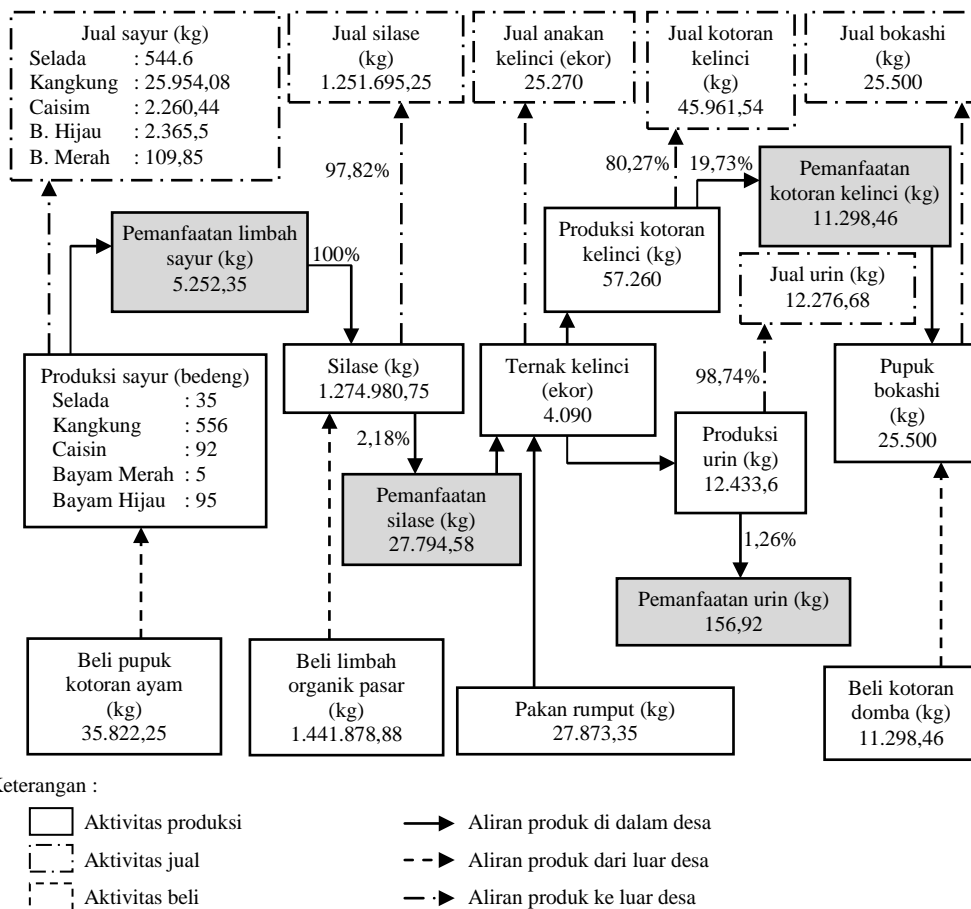 Jual sayur (kg)
Selada : 544.6
Kangkung : 25.954,08
Caisim : 2.260,44
B. Hijau : 2.365,5
B. Merah : 109,85
Jual silase
(kg)
1.251.695,25
Jual anakan
kelinci (ekor)
25.270
Jual kotoran
kelinci
(kg)
45.961,54
Jual bokashi
(kg)
25.500
97,82%
80,27%
19,73%
Pemanfaatan
kotoran kelinci (kg)
11.298,46
Pemanfaatan limbah
sayur (kg)
5.252,35
100%
Produksi kotoran
kelinci (kg)
57.260
Jual urin (kg)
12.276,68
Produksi sayur (bedeng)
Selada : 35
Kangkung : 556
Caisin : 92
Bayam Merah : 5
Bayam Hijau : 95
Silase (kg)
1.274.980,75
Ternak kelinci
(ekor)
4.090
98,74%
Pupuk
bokashi
(kg)
25.500
2,18%
Produksi
urin (kg)
12.433,6
Pemanfaatan
silase (kg)
27.794,58
1,26%
Pemanfaatan urin (kg)
156,92
Beli pupuk
kotoran ayam
(kg)
35.822,25
Beli limbah
organik pasar
(kg)
1.441.878,88
Pakan rumput (kg)
27.873,35
Beli kotoran
domba (kg)
11.298,46
Keterangan :
Aktivitas produksi
Aliran produk di dalam desa
Aktivitas jual
Aliran produk dari luar desa
Aktivitas beli
Aliran produk ke luar desa